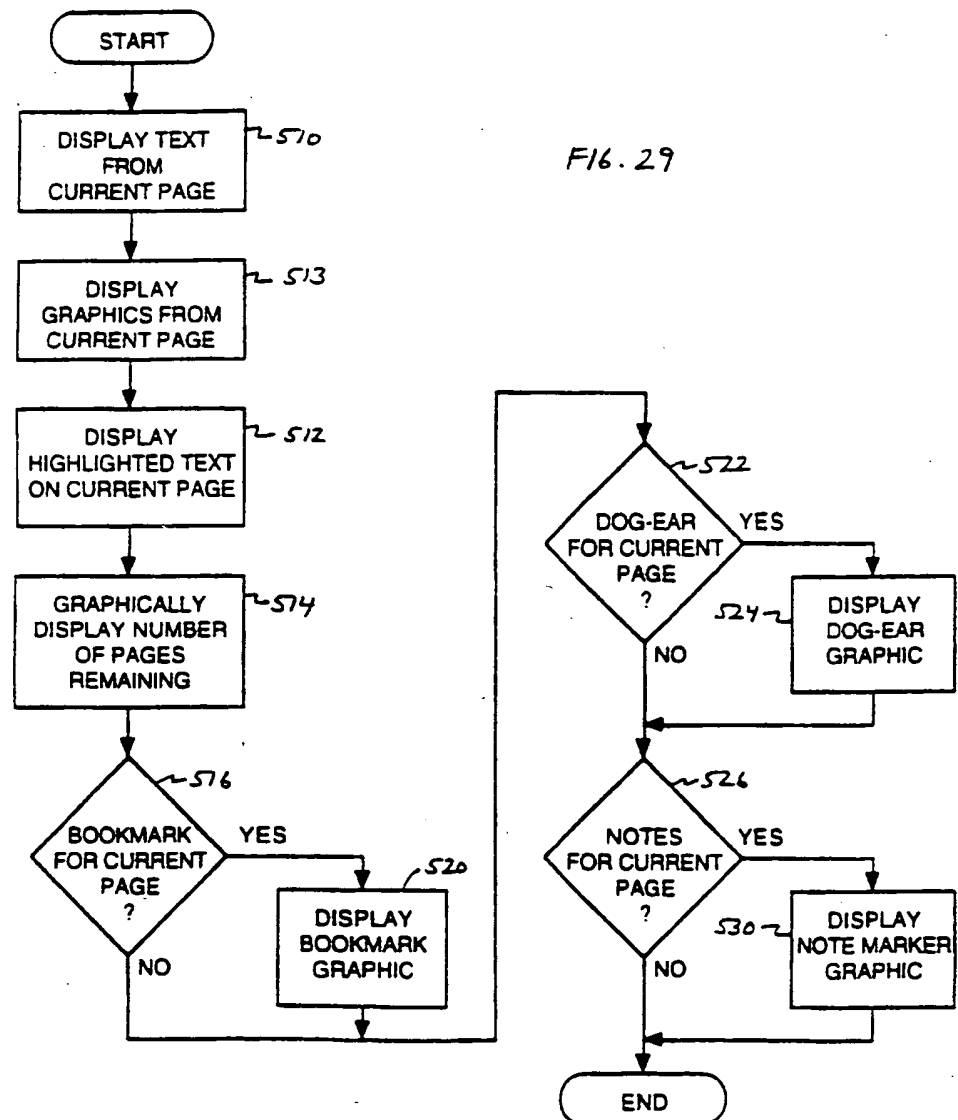 START
DISPLAY TEXT
FROM
CURRENT PAGE
510
FIG. 29
DISPLAY
GRAPHICS FROM
CURRENT PAGE
513
DISPLAY
HIGHLIGHTED TEXT
ON CURRENT PAGE
512
GRAPHICALLY
DISPLAY NUMBER
OF PAGES
REMAINING
514
BOOKMARK
FOR CURRENT
PAGE
?
516
YES
NO
DISPLAY
BOOKMARK
GRAPHIC
520
DOG-EAR
FOR CURRENT
PAGE
?
522
YES
NO
DISPLAY
DOG-EAR
GRAPHIC
524
NOTES
FOR CURRENT
PAGE
?
526
YES
NO
DISPLAY
NOTE MARKER
GRAPHIC
530
END